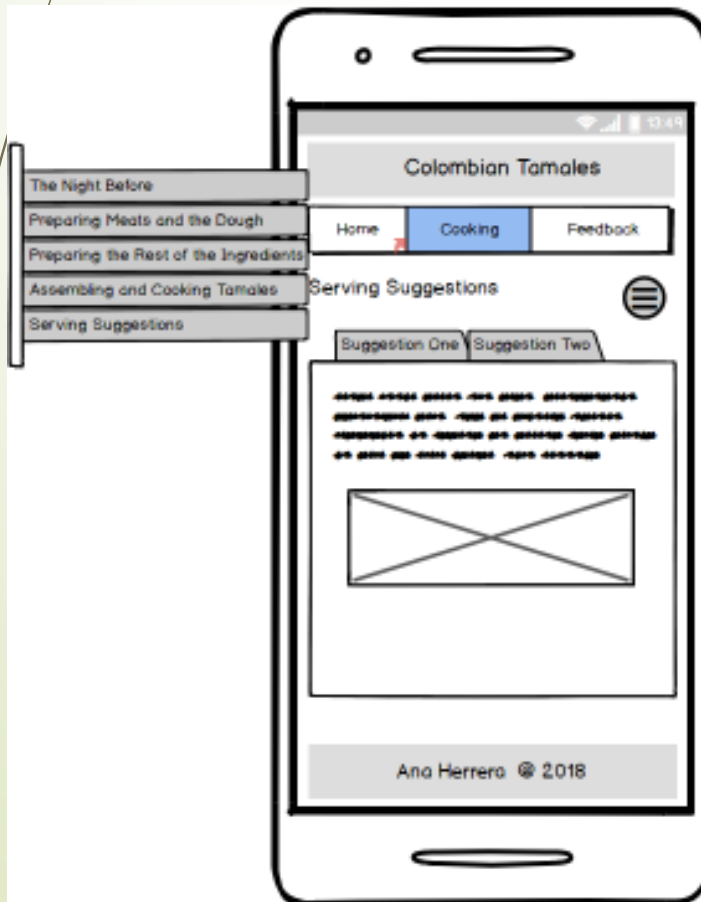 13:49
Colombian Tamales
The Night Before
Preparing Meats and the Dough
Home Cooking Feedback
Preparing the Rest of the Ingredients
Assembling and Cooking Tamales
Serving Suggestions
Serving Suggestions
Suggestion One Suggestion Two
Ana Herrera @ 2018